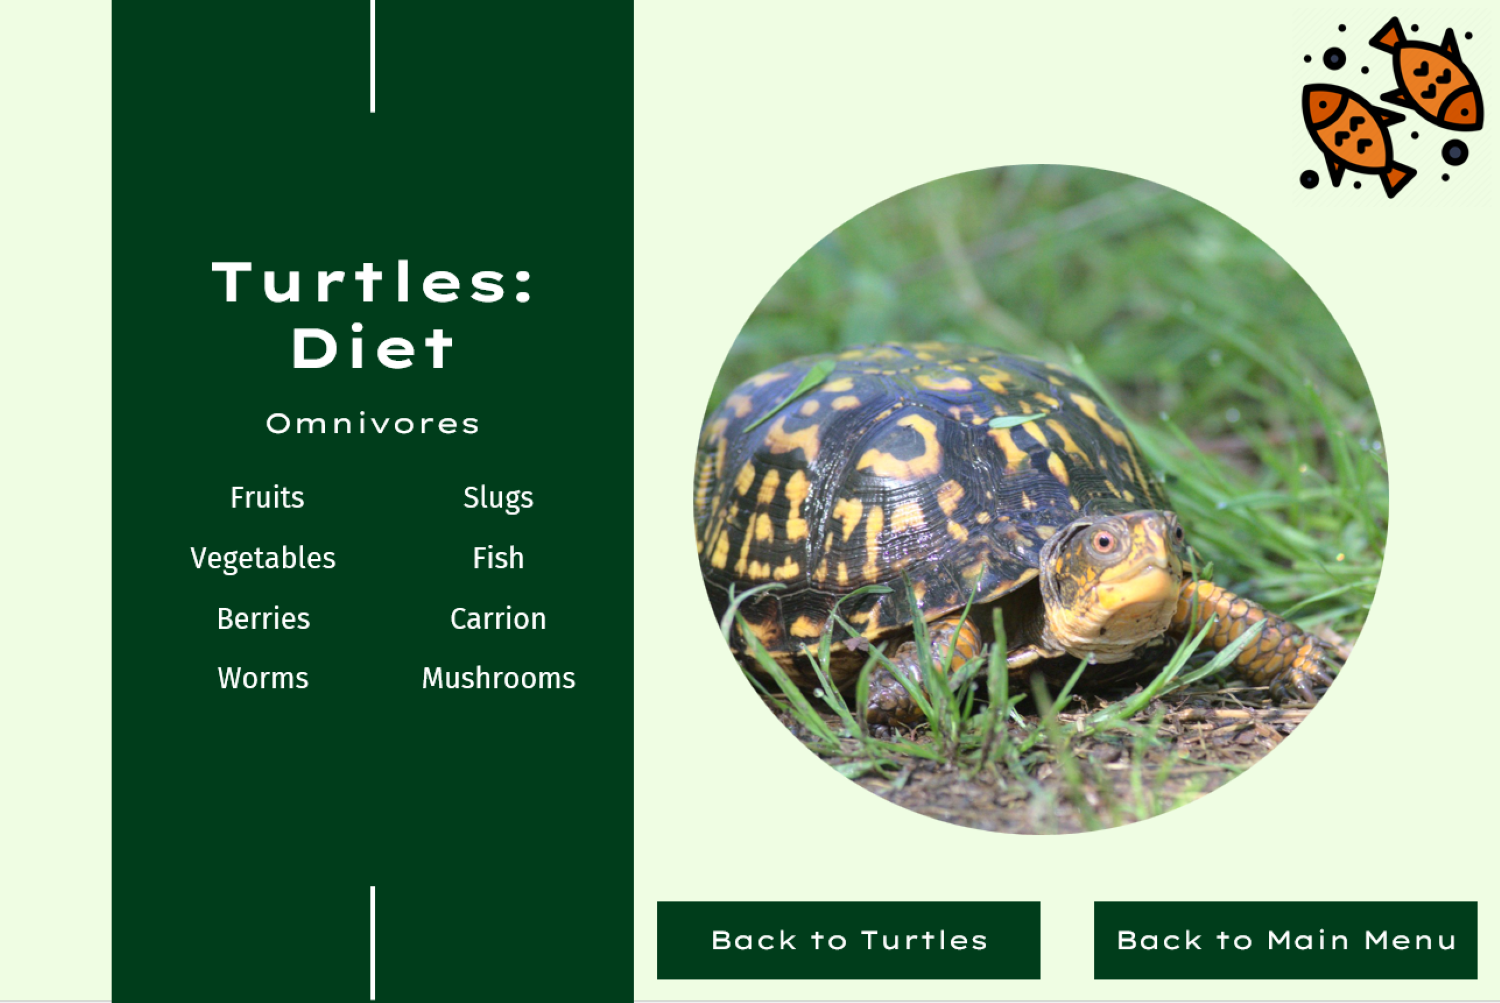 Turtles:
Diet
Omnivores
Fruits
Slugs
Vegetables
Fish
Berries
Carrion
Worms
Mushrooms
Back to Turtles
Back to Main Menu